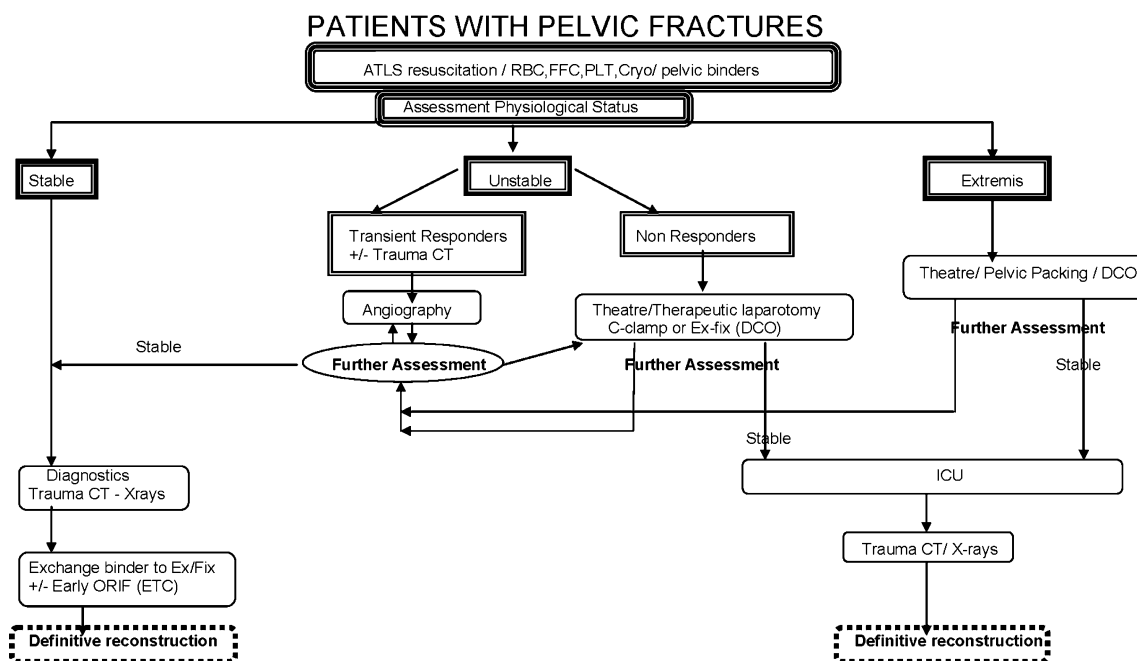 PATIENTS WITH PELVIC FRACTURES
ATLS resuscitation / RBC,FFC,PLT,Cryo/ pelvic binders
Assessment Physiological Status
Stable
Unstable
Extremis
Transient Responders
+/- Trauma CT
Non Responders
Theatre/ Pelvic Packing / DCO
Angiography
Theatre/Therapeutic laparotomy
C-clamp or Ex-fix (DCO)
Further Assessment
Stable
Further Assessment
Further Assessment
Stable
Stable
Diagnostics
Trauma CT - Xrays
ICU
Trauma CT/ X-rays
Exchange binder to Ex/Fix
+/- Early ORIF (ETC)
Definitive reconstruction
Definitive reconstruction